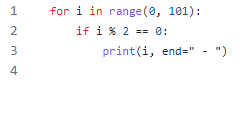 1 for i in range(0, 101):
2     if i % 2 == 0:
3         print(i, end=" - ")
4